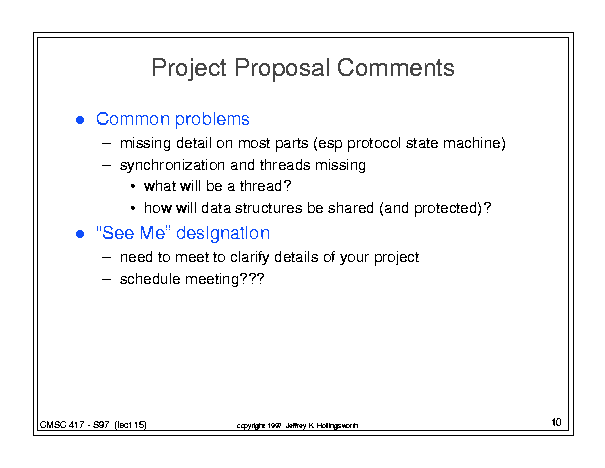 Project Proposal Comments
● Common problems
– missing detail on most parts (esp protocol state machine)
– synchronization and threads missing
• what will be a thread?
• how will data structures be shared (and protected)?
● "See Me” designation
– need to meet to clarify details of your project
– schedule meeting???
CMSC 417 - S97 (lect 15)
copyright 1997 Jeffrey K. Hollingsworth
10